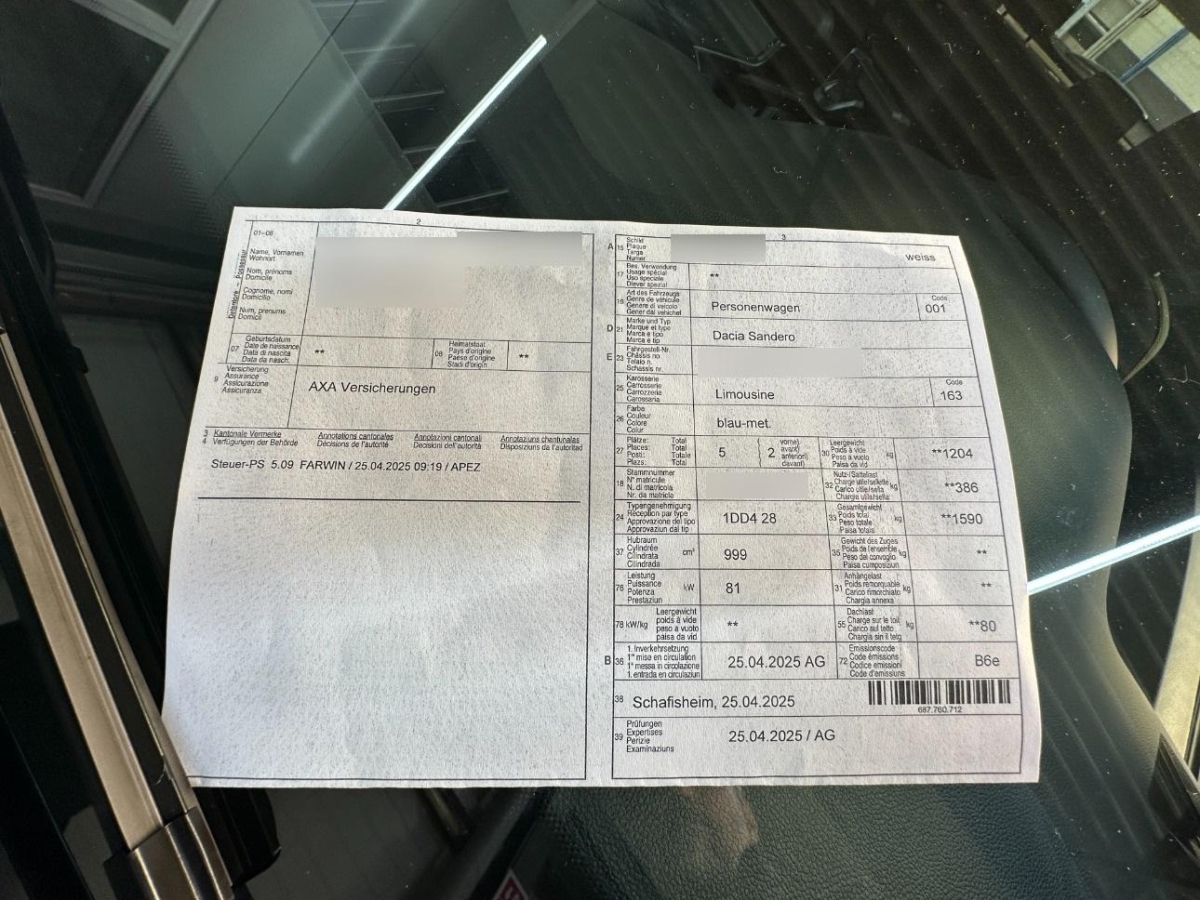 2
01-06
Name, Vornamen
Wohnort
Nom, prénoms
Domicile
Cognome, nomi
Domicilio
Num, prenums
Domicil
07
Geburtsdatum
Date de naissance
Data di nascita
Data da nasch.
**
08
Heimatstaat
Pays d'origine
Paese d'origine
Stadi d'origin
**
9
Versicherung
Assurance
Assicurazione
Assicuranza
AXA Versicherungen
Kantonale Vermerke
Verfügungen der Behörde
Annotations cantonales
Décisions de l'autorité
Annotazioni cantonali
Decisioni dell'autorità
Annotaziuns chantunalas
Disposiziuns da l'autoritad
Steuer-PS 5.09 FARWIN / 25.04.2025 09:19 / APEZ
3
A 15
Schild
Plaque
Targa
Numer
weiss
17
Bes. Verwendung
Usage spécial
Uso speciale
Diever spezial
**
19
Art des Fahrzeugs
Genre de véhicule
Genere di veicolo
Gener dal vehichel
Personenwagen
Code
001
D 21
Marke und Typ
Marque et type
Marca e tipo
Marca e tip
Dacia Sandero
E 23
Fahrgestell-Nr.
Châssis no
Telaio n.
Schassis nr.
25
Karosserie
Carrosserie
Carrozzeria
Carossaria
Limousine
Code
163
26
Farbe
Couleur
Colore
Colur
blau-met.
27
Plätze: Total
Places: Total
Posti: Totale
Plazs: Total
5
2
vorne)
avant)
anteriori)
davant)
30
Leergewicht
Poids à vide
Peso a vuoto
Paisa da vid
kg
**1204
18
Stammnummer
N° matricule
N. di matricola
Nr. da matricla
32
Nutz-/Sattellast
Charge utile/sellette
Carico utile/sella
Chargia utila/sella
kg
**386
24
Typengenehmigung
Réception par type
Approvazione del tipo
Approvaziun dal tip
1DD4 28
33
Gesamtgewicht
Poids total
Peso totale
Paisa totala
kg
**1590
37
Hubraum
Cylindrée
Cilindrata
Cilindrada
cm³
999
35
Gewicht des Zuges
Poids de l'ensemble
Peso del convoglio
Paisa cumposiziun
kg
**
76
Leistung
Puissance
Potenza
Prestaziun
kW
81
31
Anhängelast
Poids remorquable
Carico rimorchiato
Chargia annexa
kg
**
78 kW/kg
Leergewicht
poids à vide
peso a vuoto
paisa da vid
**
55
Dachlast
Charge sur le toit
Carico sul tetto
Chargia sin il tetg
kg
**80
B 36
1. Inverkehrsetzung
1re mise en circulation
1a messa in circolazione
1. entrada en circulaziun
25.04.2025 AG
72
Emissionscode
Code émissions
Codice emissioni
Code d'emissiuns
B6e
38
Schafisheim, 25.04.2025
687.760.712
39
Prüfungen
Expertises
Perizie
Examinaziuns
25.04.2025 / AG